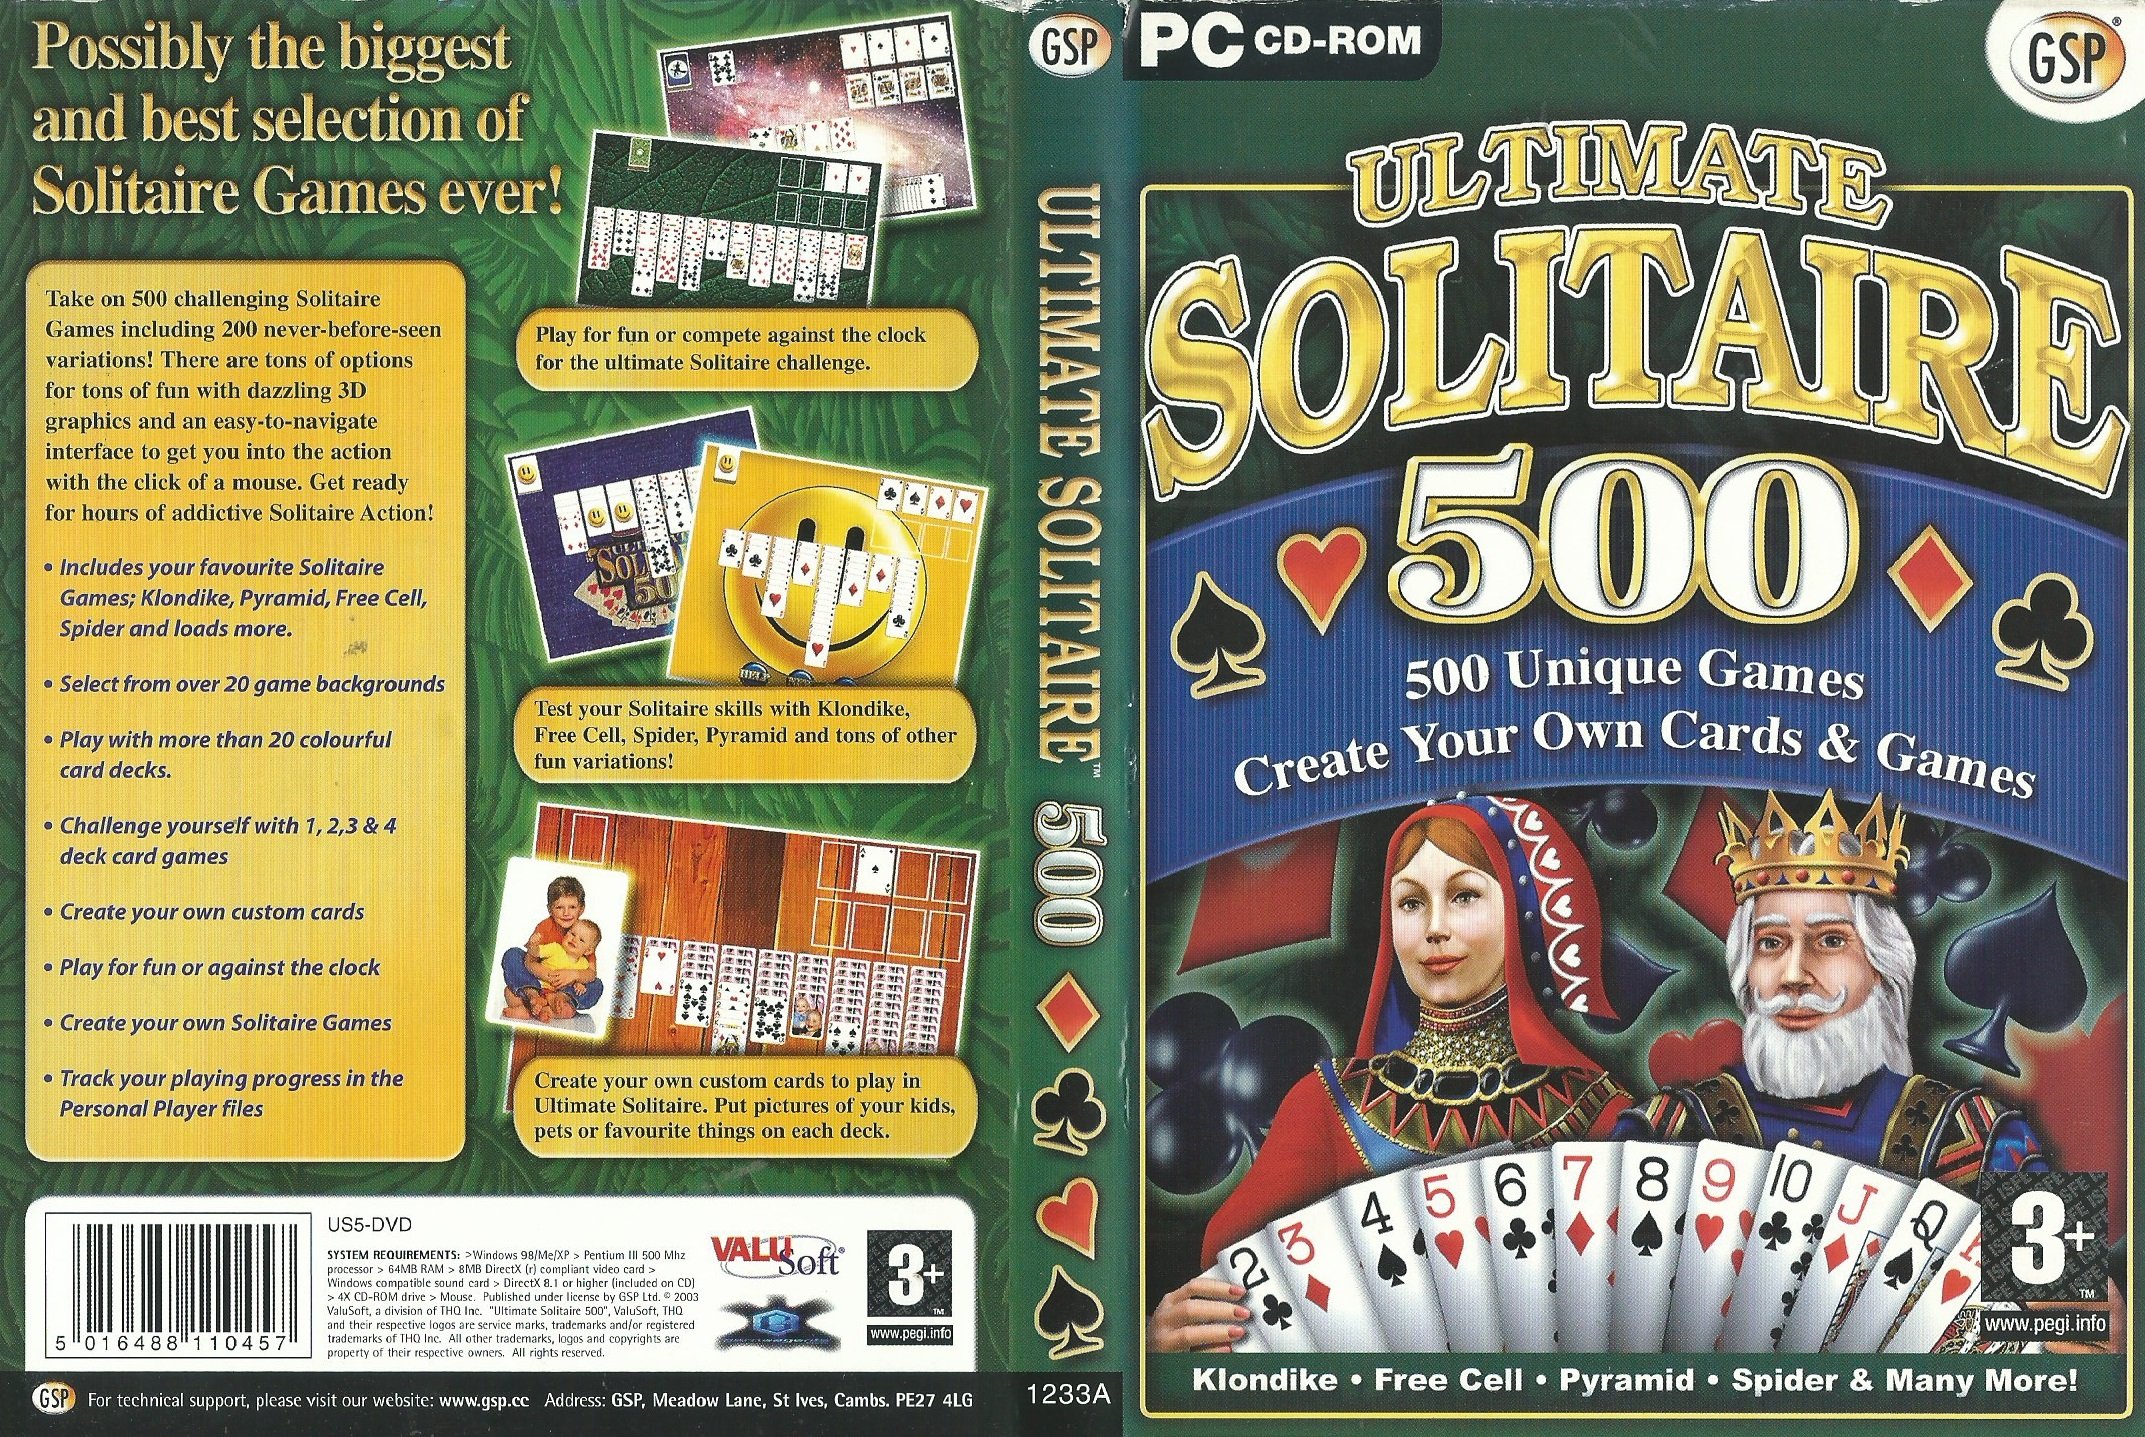 Possibly the biggest
and best selection of
Solitaire Games ever!
Take on 500 challenging Solitaire
Games including 200 never-before-seen
variations! There are tons of options
for tons of fun with dazzling 3D
graphics and an easy-to-navigate
interface to get you into the action
with the click of a mouse. Get ready
for hours of addictive Solitaire Action!
• Includes your favourite Solitaire
Games; Klondike, Pyramid, Free Cell,
Spider and loads more.
• Select from over 20 game backgrounds
• Play with more than 20 colourful
card decks.
• Challenge yourself with 1, 2,3 & 4
deck card games
• Create your own custom cards
• Play for fun or against the clock
• Create your own Solitaire Games
• Track your playing progress in the
Personal Player files
Play for fun or compete against the clock
for the ultimate Solitaire challenge.
HELP
Test your Solitaire skills with Klondike,
Free Cell, Spider, Pyramid and tons of other
fun variations!
Create your own custom cards to play in
Ultimate Solitaire. Put pictures of your kids,
pets or favourite things on each deck.
5 016488 110457
US5-DVD
SYSTEM REQUIREMENTS: >Windows 98/Me/XP > Pentium III 500 Mhz
processor > 64MB RAM > 8MB DirectX (r) compliant video card >
Windows compatible sound card > DirectX 8.1 or higher (included on CD)
> 4X CD-ROM drive > Mouse. Published under license by GSP Ltd. © 2003
ValuSoft, a division of THQ Inc. "Ultimate Solitaire 500", ValuSoft, THQ
and their respective logos are service marks, trademarks and/or registered
trademarks of THQ Inc. All other trademarks, logos and copyrights are
property of their respective owners. All rights reserved.
VALUSoft®
3+
™
www.pegi.info
GSP
For technical support, please visit our website: www.gsp.cc Address: GSP, Meadow Lane, St Ives, Cambs. PE27 4LG
GSP
ULTIMATE SOLITAIRE™ 500
1233A
PC CD-ROM
GSP®
ULTIMATE
SOLITAIRE
500
500 Unique Games
Create Your Own Cards & Games
2 3 4 5 6 7 8 9 10 J Q K
3+
™
www.pegi.info
Klondike • Free Cell • Pyramid • Spider & Many More!